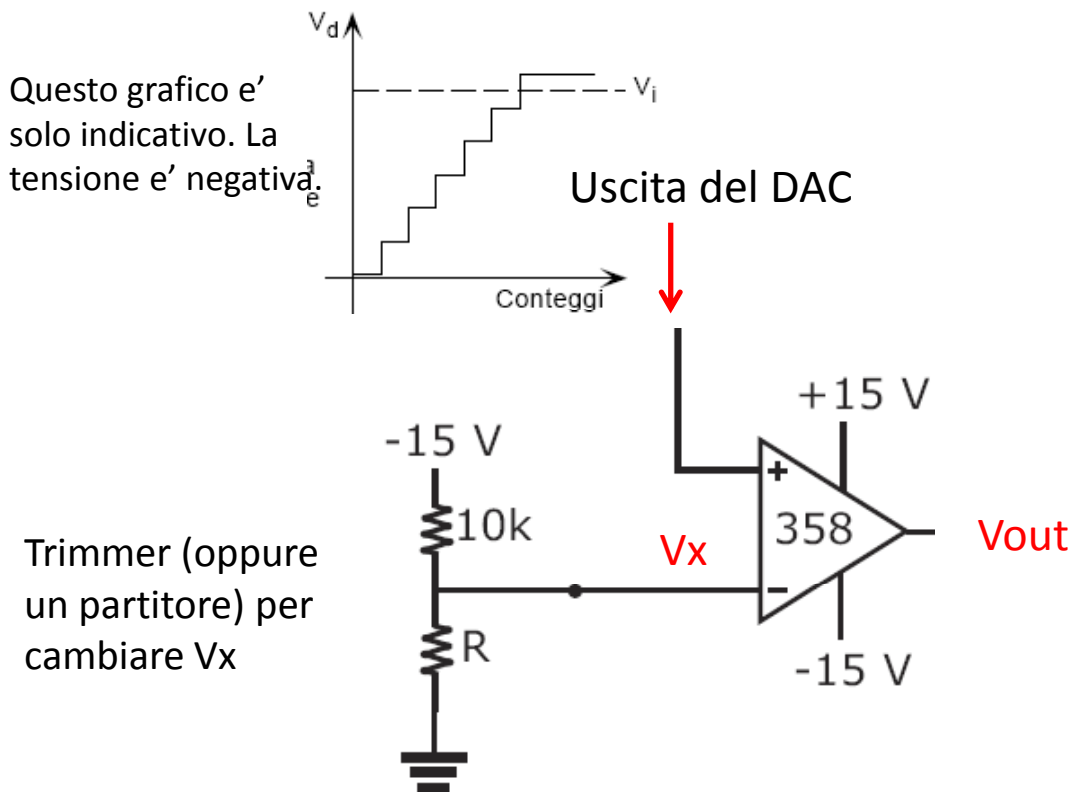 Vd
Questo grafico e’
solo indicativo. La
tensione e’ negativa.
a
e
Vi
Conteggi
Uscita del DAC
+15 V
-15 V
10k
+
358
Vx
Vout
Trimmer (oppure
un partitore) per
cambiare Vx
R
-15 V